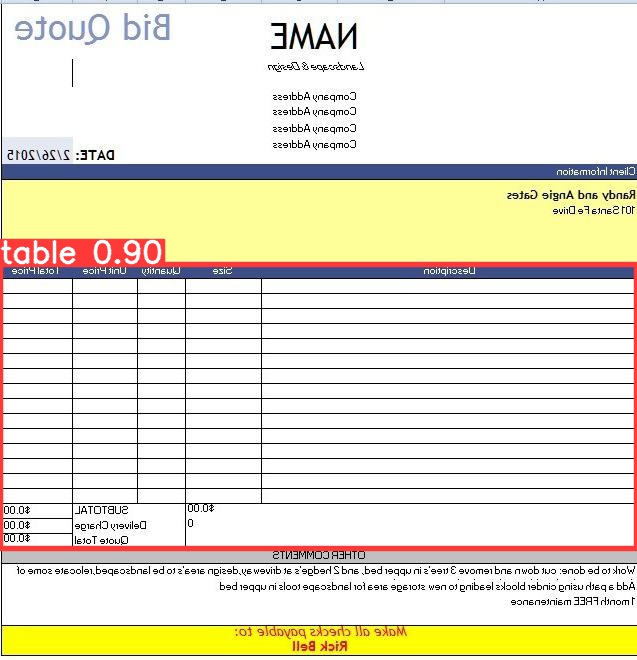 Bid Quote
NAME
Landscape & Design
Company Address
Company Address
Company Address
Company Address
DATE: 2/26/2015
Client Information
Randy and Angie Gates
101 Santa Fe Drive
table 0.90
Description Size Quantity Unit Price Total Price
$0.00 SUBTOTAL $0.00
0 Delivery Charge $0.00
Quote Total $0.00
OTHER COMMENTS
Work to be done: cut down and remove 3 tree's in upper bed, and 2 hedge's at driveway,design area's to be landscaped,relocate some of
Add a path using cinder blocks leading to new storage area for landscape tools in upper bed
1 month FREE maintenance
Make all checks payable to:
Rick Bell